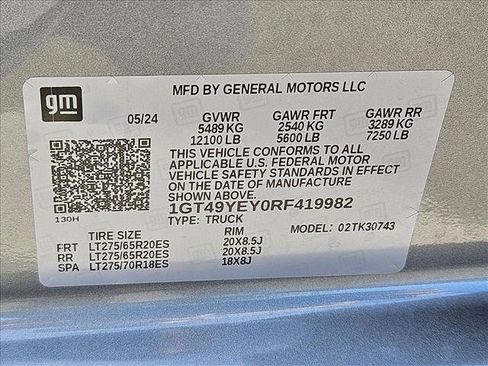 gm
MFD BY GENERAL MOTORS LLC
05/24 GVWR GAWR FRT GAWR RR
5489 KG 2540 KG 3289 KG
12100 LB 5600 LB 7250 LB
THIS VEHICLE CONFORMS TO ALL
APPLICABLE U.S. FEDERAL MOTOR
VEHICLE SAFETY STANDARDS IN EFFECT
ON THE DATE OF MANUFACTURE
SHOWN ABOVE.
1GT49YEY0RF419982
130H TYPE: TRUCK MODEL: 02TK30743
TIRE SIZE RIM
FRT LT275/65R20ES 20X8.5J
RR LT275/65R20ES 20X8.5J
SPA LT275/70R18ES 18X8J